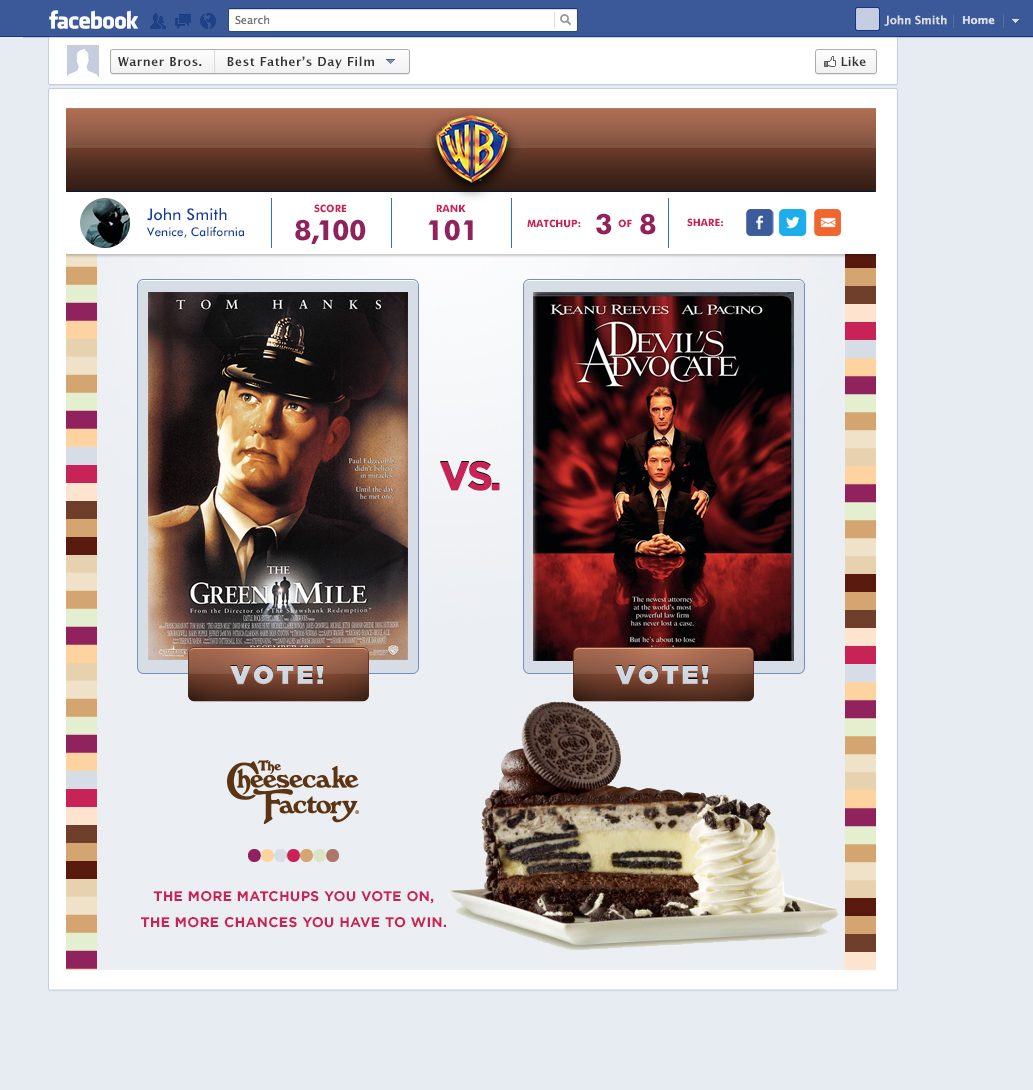 facebook
Search
John Smith
Home
Warner Bros.
Best Father's Day Film
Like
WB
John Smith
Venice, California
SCORE
8,100
RANK
101
MATCHUP: 3 OF 8
SHARE:
TOM HANKS
Paul Edgecomb
didn't believe
in miracles.
Until the day
he met one.
THE
GREEN MILE
From the Director of "The Shawshank Redemption"
VOTE!
VS.
KEANU REEVES AL PACINO
DEVIL'S
ADVOCATE
The newest attorney
at the world's most
powerful law firm
has never lost a case.
But he's about to lose
VOTE!
The
Cheesecake
Factory®
THE MORE MATCHUPS YOU VOTE ON,
THE MORE CHANCES YOU HAVE TO WIN.
OREO